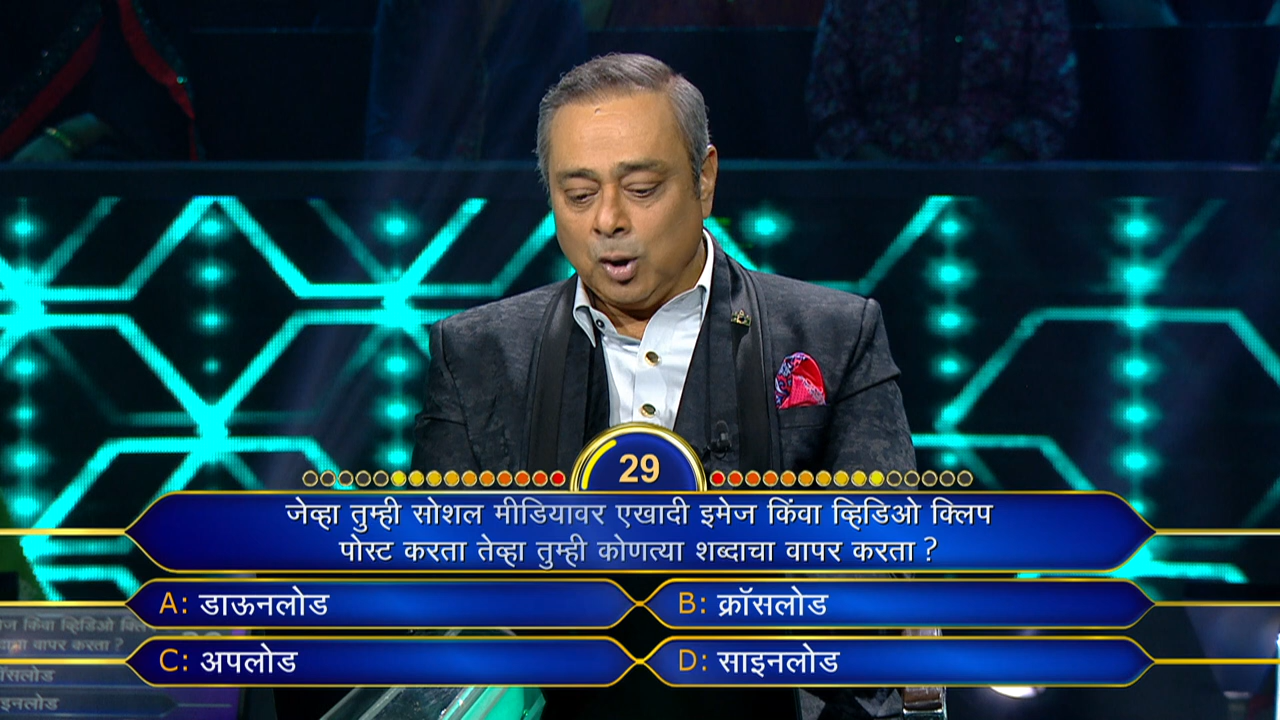 29
जेव्हा तुम्ही सोशल मीडियावर एखादी इमेज किंवा व्हिडिओ क्लिप
पोस्ट करता तेव्हा तुम्ही कोणत्या शब्दाचा वापर करता ?
A: डाऊनलोड
B: क्रॉसलोड
C: अपलोड
D: साइनलोड